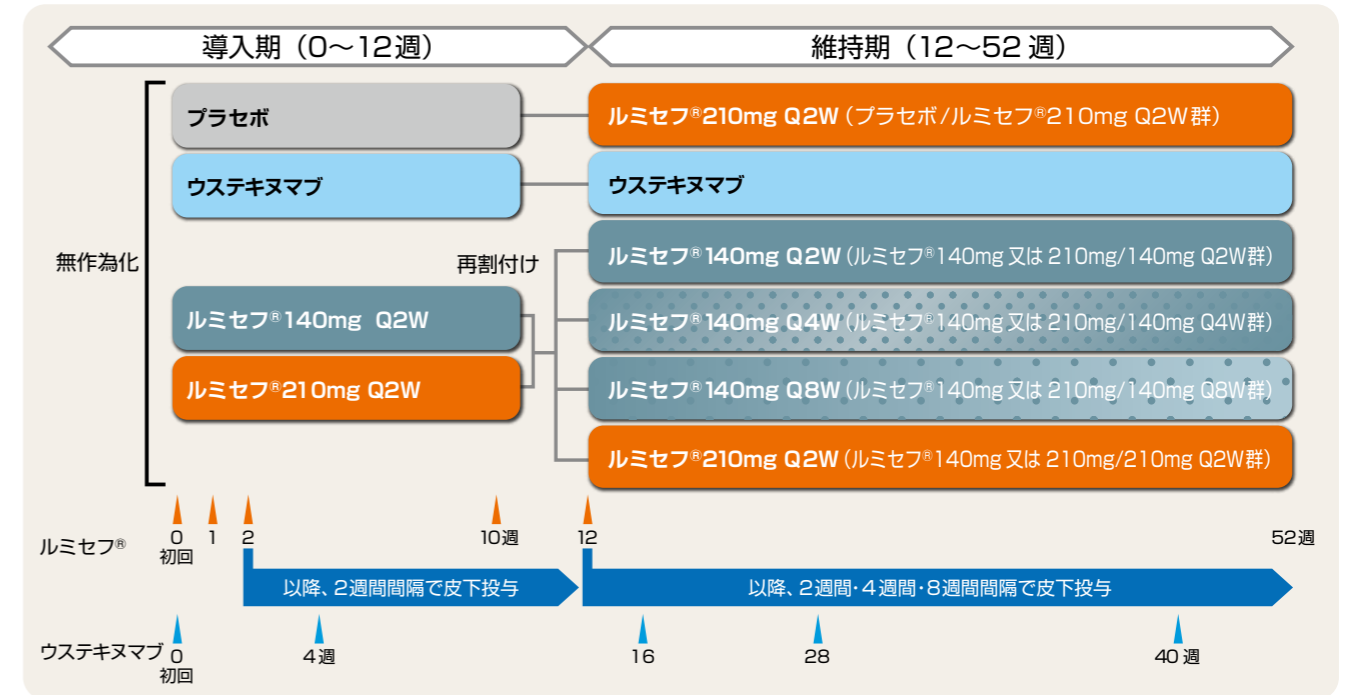 導入期（0～12週）
維持期（12～52 週）
プラセボ
ルミセフ®210mg Q2W（プラセボ/ルミセフ®210mg Q2W群）
ウステキヌマブ
ウステキヌマブ
無作為化
再割付け
ルミセフ®140mg Q2W（ルミセフ®140mg 又は 210mg/140mg Q2W群）
ルミセフ®140mg Q2W
ルミセフ®140mg Q4W（ルミセフ®140mg 又は 210mg/140mg Q4W群）
ルミセフ®210mg Q2W
ルミセフ®140mg Q8W（ルミセフ®140mg 又は 210mg/140mg Q8W群）
ルミセフ®210mg Q2W（ルミセフ®140mg 又は 210mg/210mg Q2W群）
ルミセフ®
0 1 2 10週 12 52週
初回
以降、2週間間隔で皮下投与
以降、2週間･4週間･8週間間隔で皮下投与
ウステキヌマブ
0 4週 16 28 40 週
初回